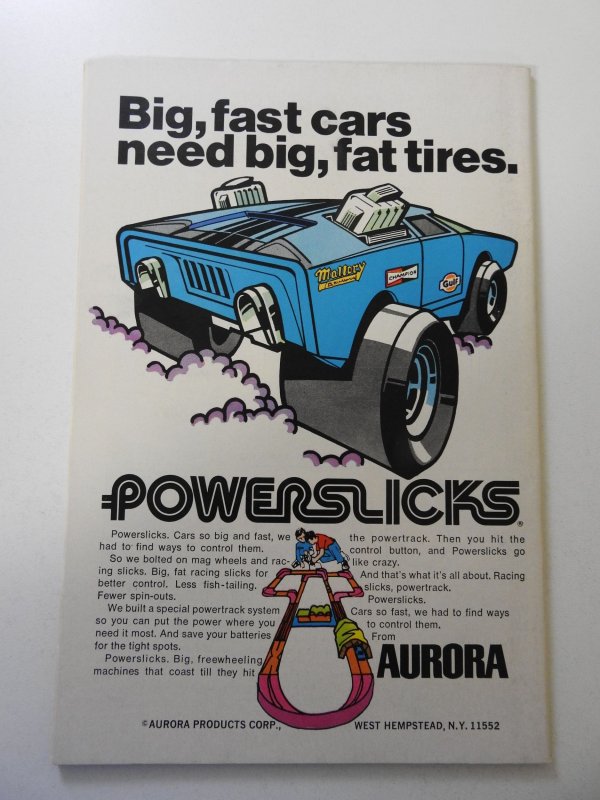 Big, fast cars
need big, fat tires.
Mallory
CHAMPION
Gulf
POWERSLICKS®
Powerslicks. Cars so big and fast, we
had to find ways to control them.
So we bolted on mag wheels and rac-
ing slicks. Big, fat racing slicks for
better control. Less fish-tailing.
Fewer spin-outs.
We built a special powertrack system
so you can put the power where you
need it most. And save your batteries
for the tight spots.
Powerslicks. Big, freewheeling
machines that coast till they hit
the powertrack. Then you hit the
control button, and Powerslicks go
like crazy.
And that's what it's all about. Racing
slicks, powertrack.
Powerslicks.
Cars so fast, we had to find ways
to control them.
From
AURORA
© AURORA PRODUCTS CORP., WEST HEMPSTEAD, N.Y. 11552